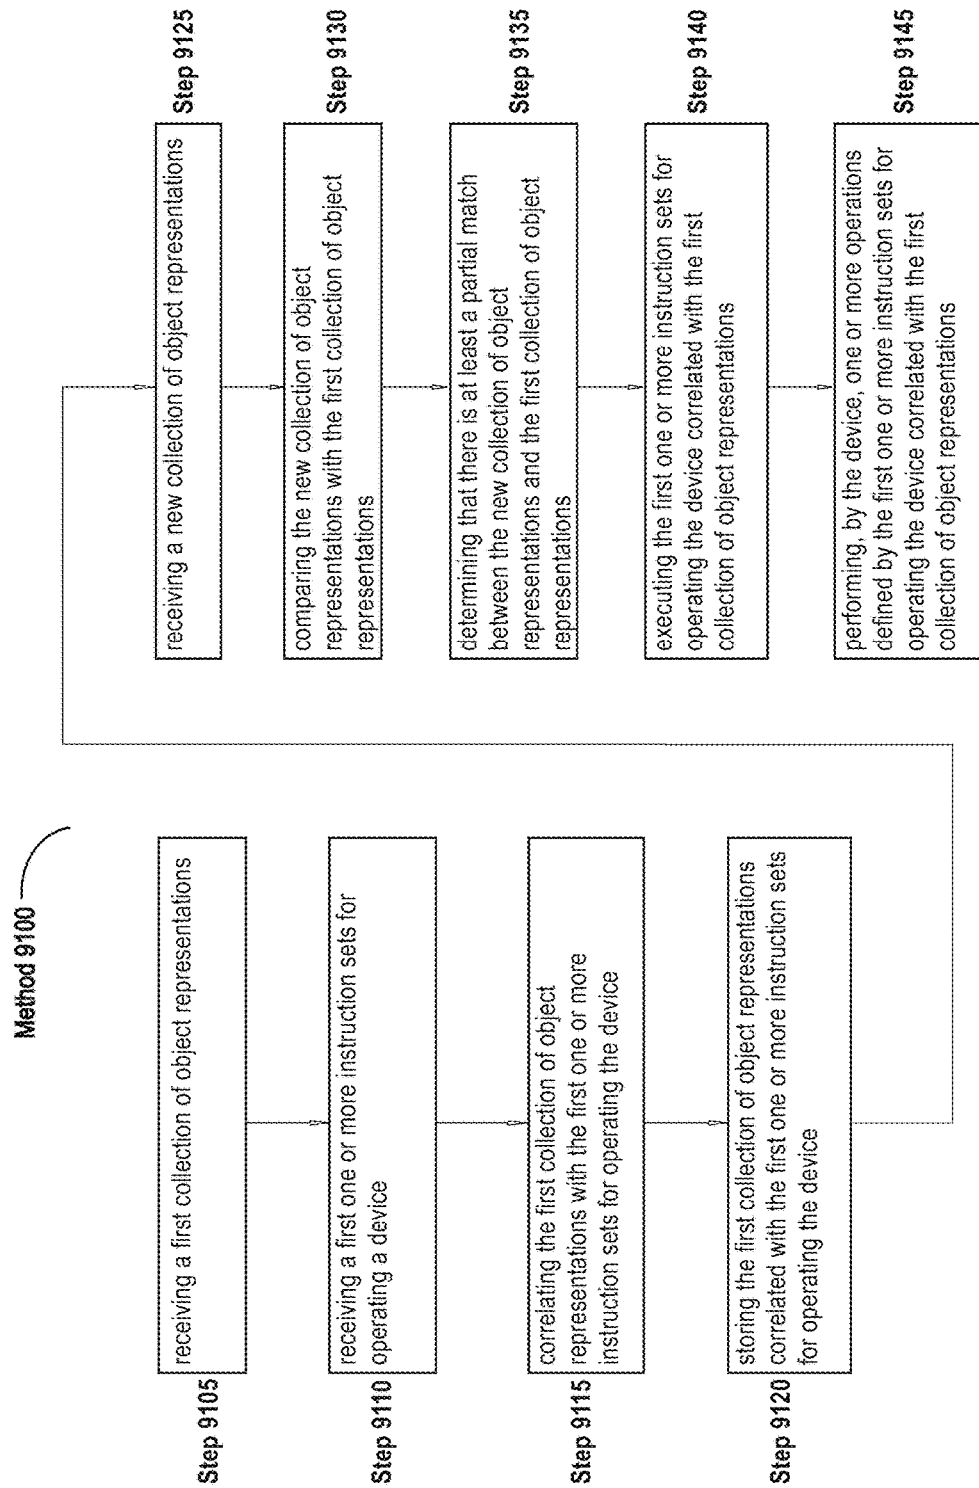 Method 9100
Step 9105
receiving a first collection of object representations
Step 9110
receiving a first one or more instruction sets for
operating a device
Step 9115
correlating the first collection of object
representations with the first one or more
instruction sets for operating the device
Step 9120
storing the first collection of object representations
correlated with the first one or more instruction sets
for operating the device
receiving a new collection of object representations
Step 9125
comparing the new collection of object
representations with the first collection of object
representations
Step 9130
determining that there is at least a partial match
between the new collection of object
representations and the first collection of object
representations
Step 9135
executing the first one or more instruction sets for
operating the device correlated with the first
collection of object representations
Step 9140
performing, by the device, one or more operations
defined by the first one or more instruction sets for
operating the device correlated with the first
collection of object representations
Step 9145